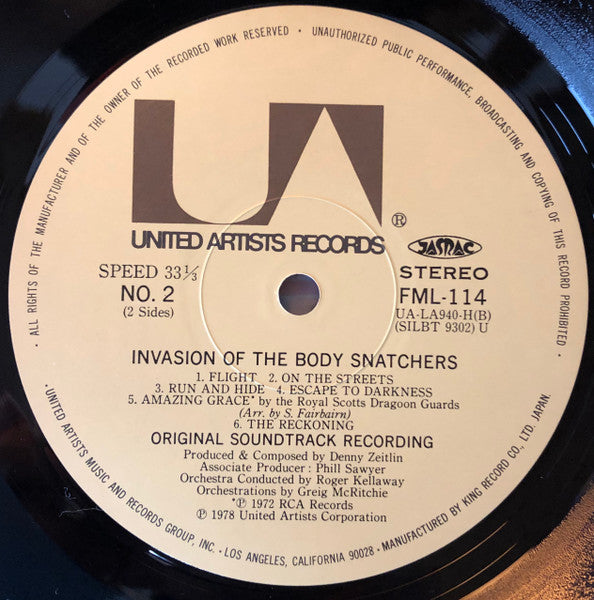 · ALL RIGHTS OF THE MANUFACTURER AND OF THE OWNER OF THE RECORDED WORK RESERVED · UNAUTHORIZED PUBLIC PERFORMANCE, BROADCASTING AND COPYING OF THIS RECORD PROHIBITED ·
UA
®
UNITED ARTISTS RECORDS
JASRAC
SPEED 33⅓
STEREO
NO. 2
FML-114
(2 Sides)
UA-LA940-H(B)
(SILBT 9302) U
INVASION OF THE BODY SNATCHERS
1. FLIGHT 2. ON THE STREETS
3. RUN AND HIDE 4. ESCAPE TO DARKNESS
5. AMAZING GRACE* by the Royal Scotts Dragoon Guards
(Arr. by S. Fairbairn)
6. THE RECKONING
ORIGINAL SOUNDTRACK RECORDING
Produced & Composed by Denny Zeitlin
Associate Producer : Phill Sawyer
Orchestra Conducted by Roger Kellaway
Orchestrations by Greig McRitchie
*℗ 1972 RCA Records
℗ 1978 United Artists Corporation
· UNITED ARTISTS MUSIC AND RECORDS GROUP, INC. · LOS ANGELES, CALIFORNIA 90028 · MANUFACTURED BY KING RECORD CO., LTD. JAPAN.